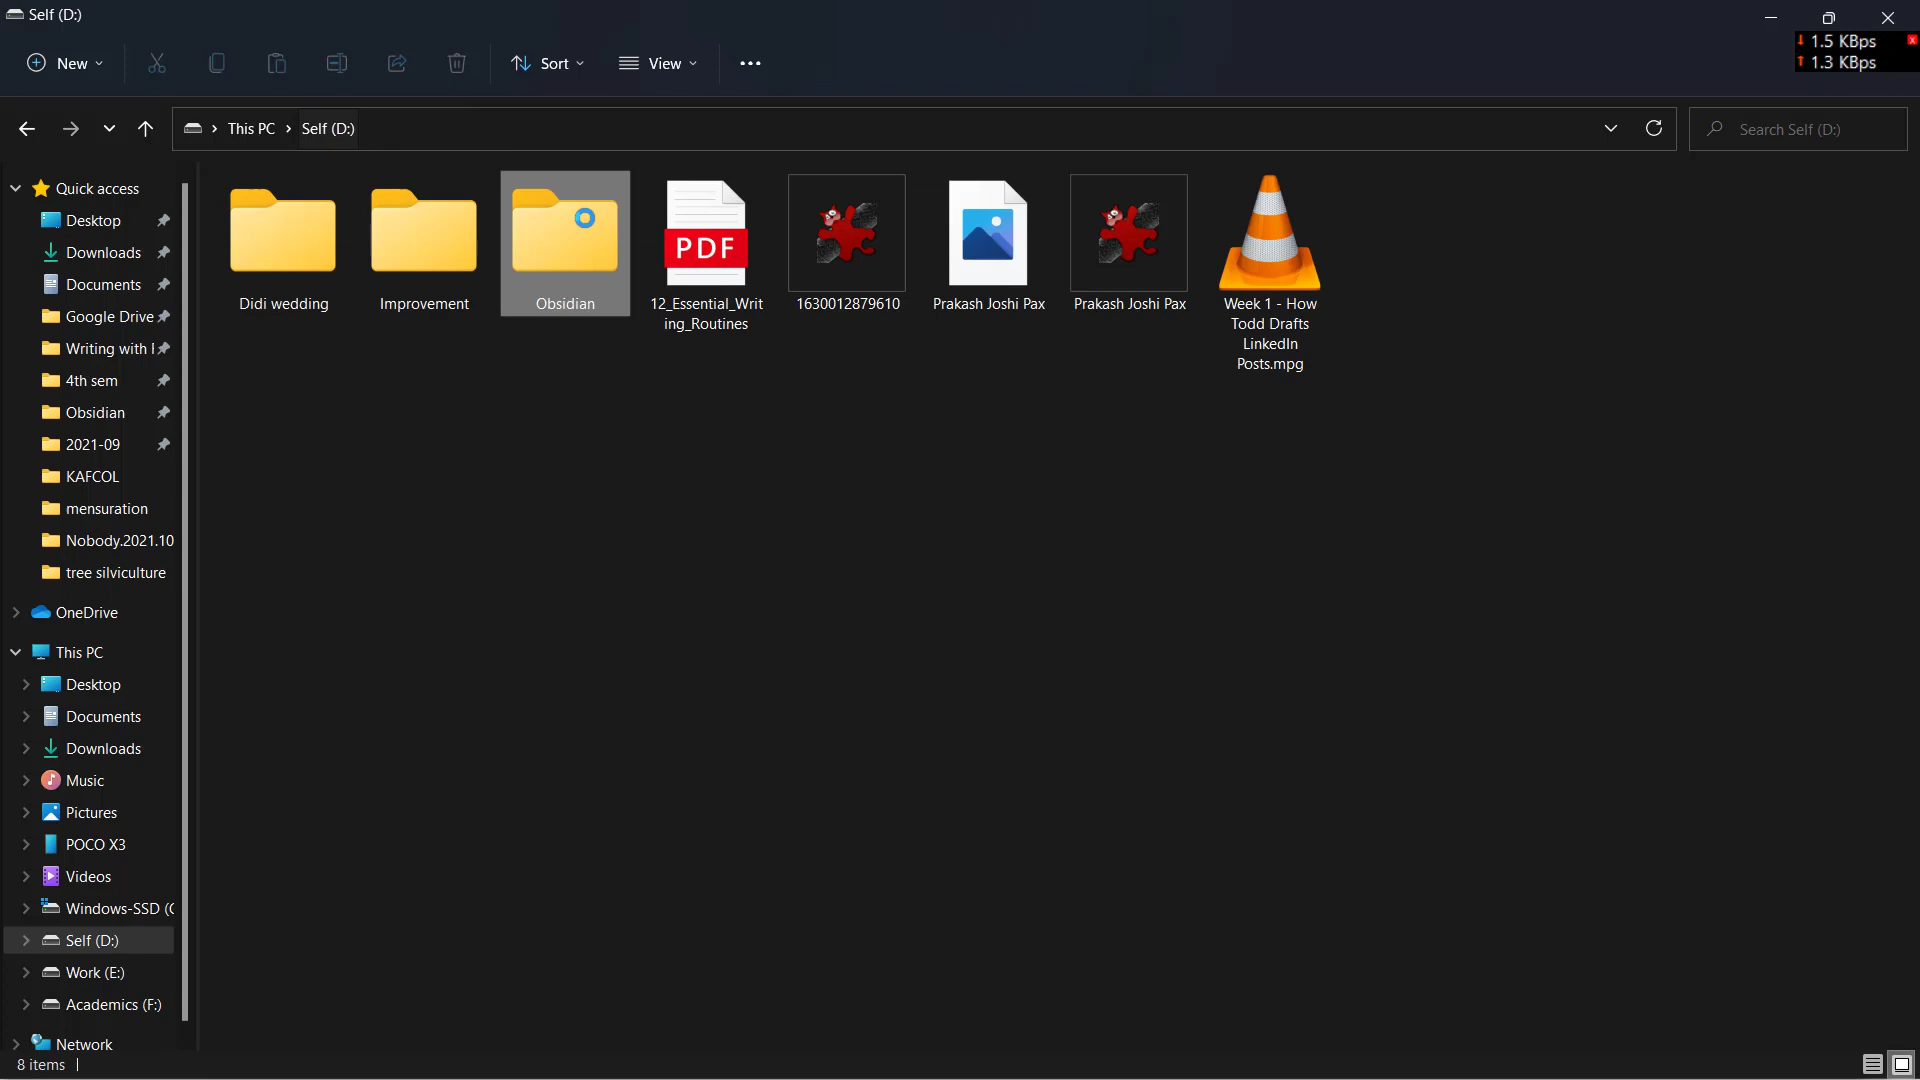 Self (D:)
New
Sort
View
1.5 KBps
x
1.3 KBps
This PC
Self (D:)
Search Self (D:)
Quick access
Desktop
Downloads
Documents
Google Drive
Writing with
4th sem
Obsidian
2021-09
KAFCOL
mensuration
Nobody.2021.10
tree silviculture
OneDrive
This PC
Desktop
Documents
Downloads
Music
Pictures
POCO X3
Videos
Windows-SSD (C
Self (D:)
Work (E:)
Academics (F:)
Network
Didi wedding
Improvement
Obsidian
PDF
12_Essential_Writ
ing_Routines
1630012879610
Prakash Joshi Pax
Prakash Joshi Pax
Week 1 - How
Todd Drafts
LinkedIn
Posts.mpg
8 items